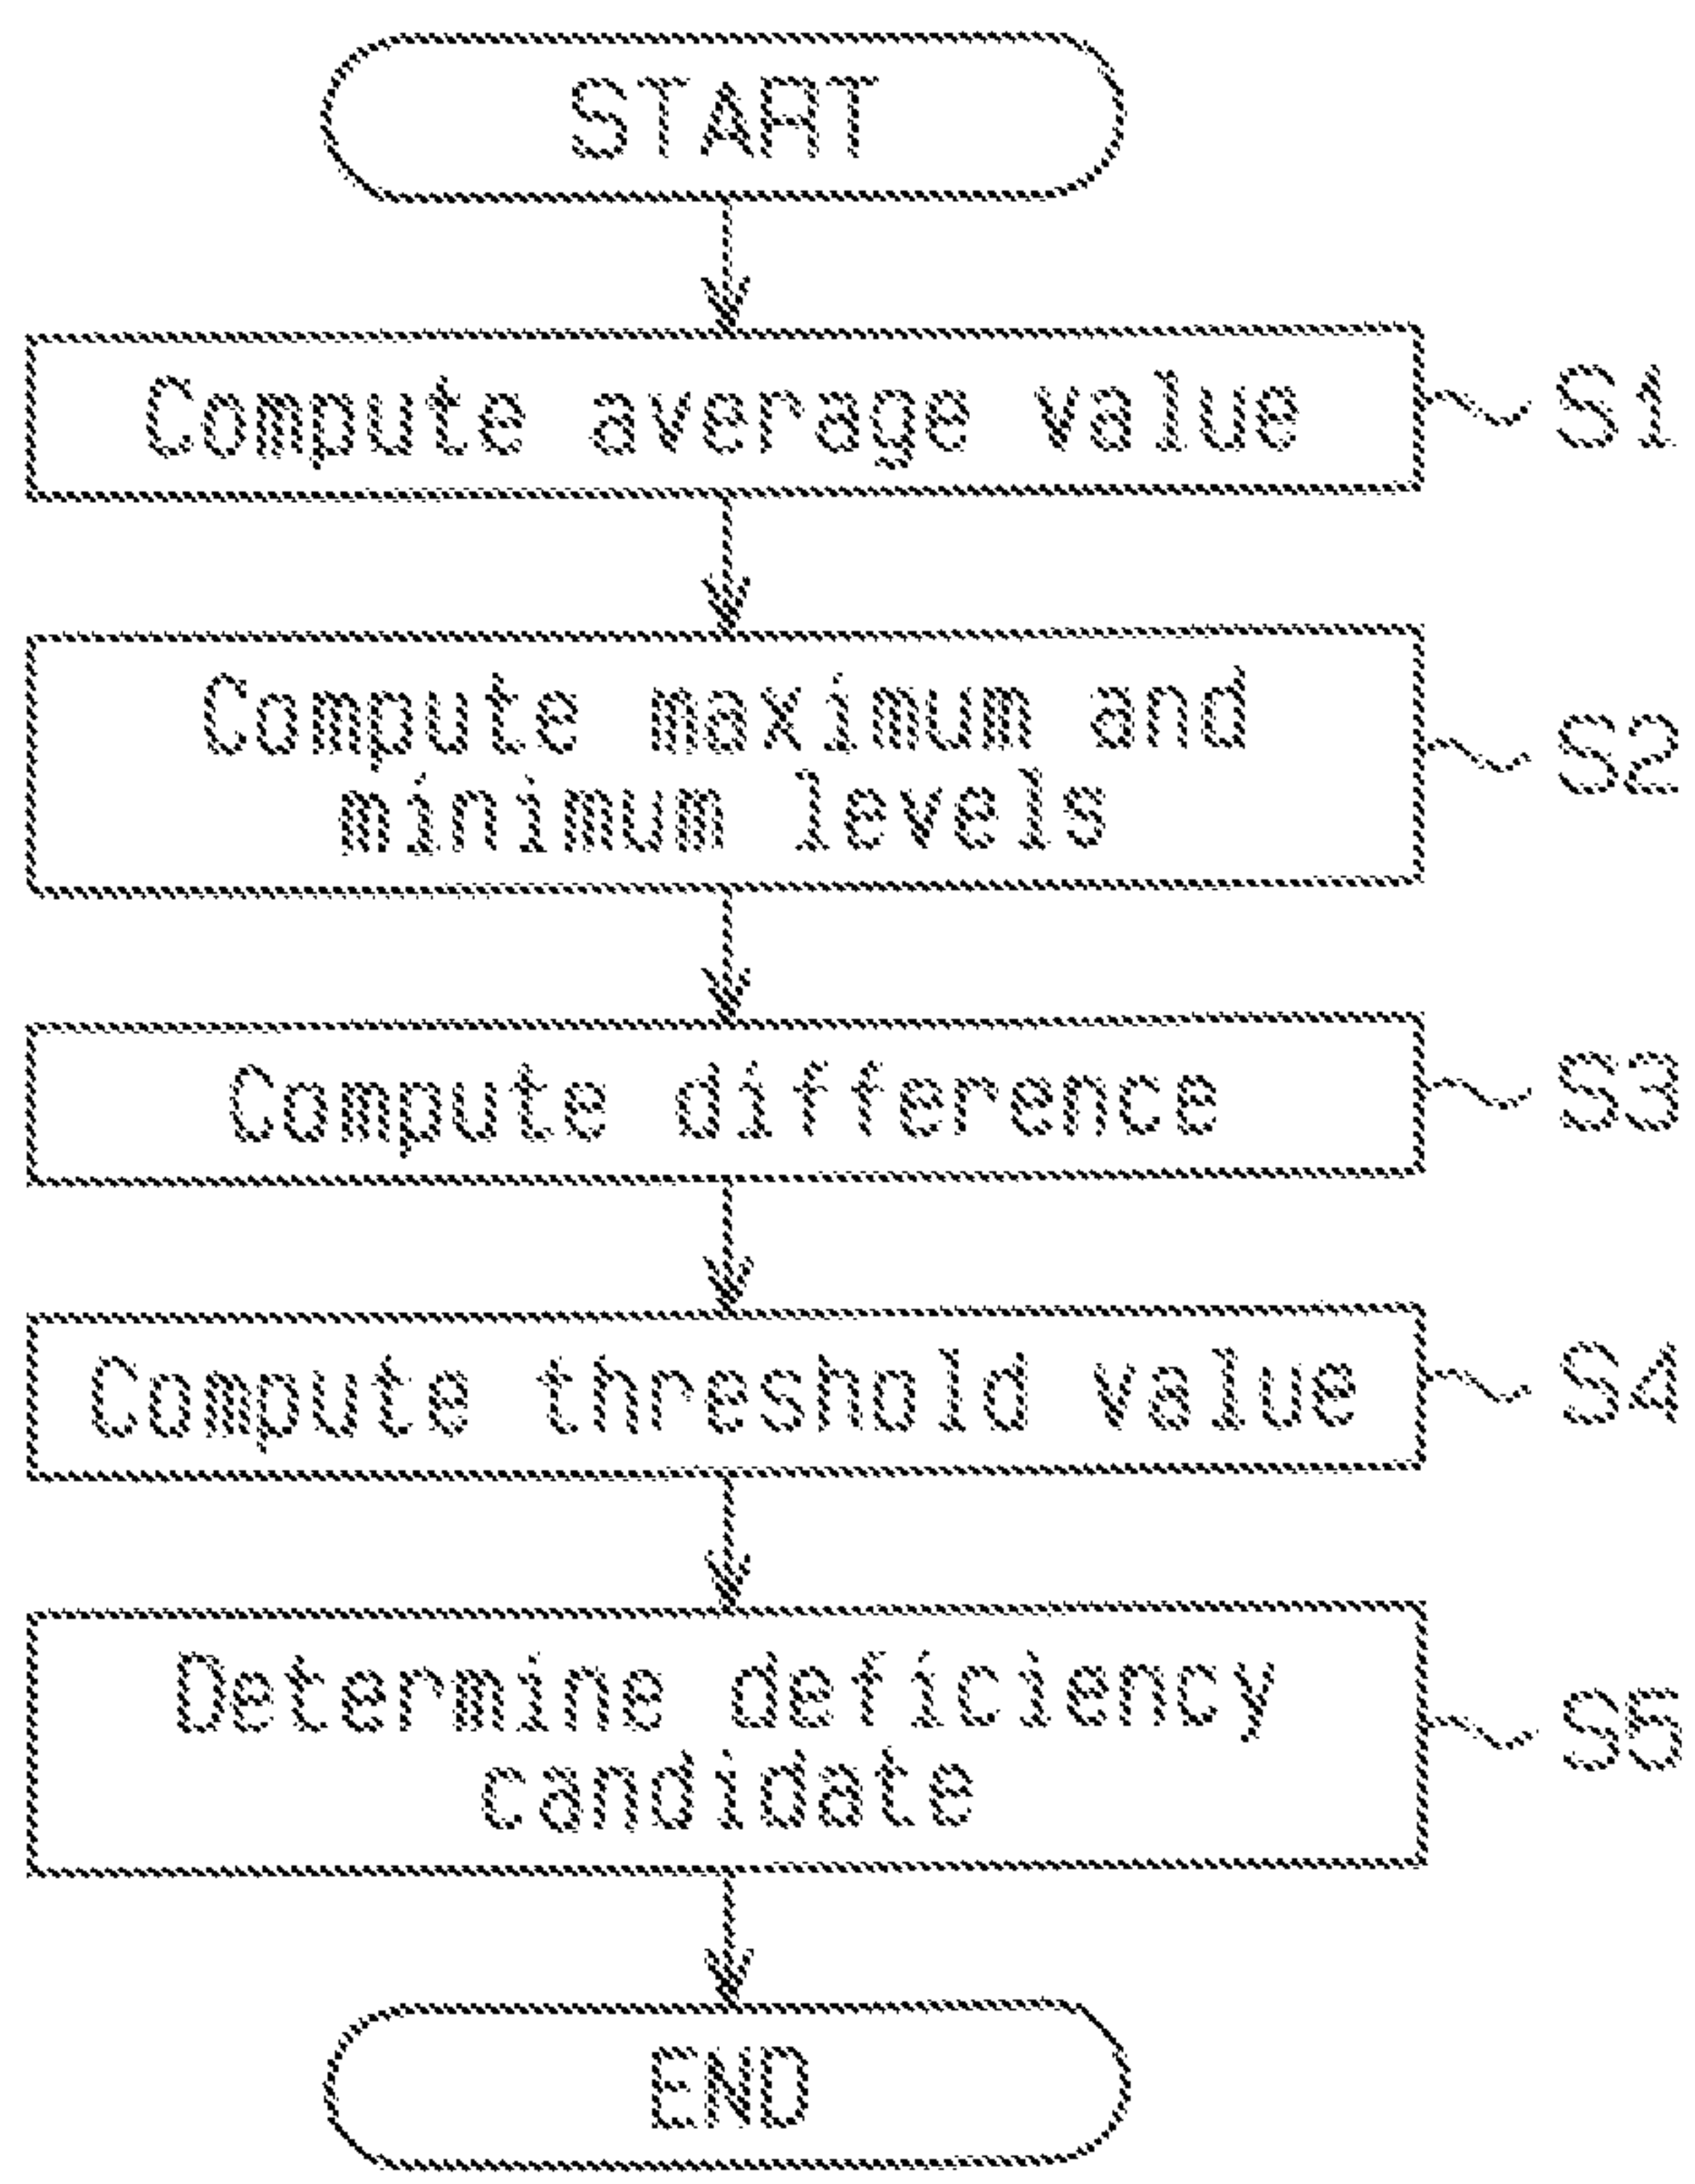 START
Compute average value
S1
Compute maximum and
minimum levels
S2
Compute difference
S3
Compute threshold value
S4
Determine deficiency
candidate
S5
END